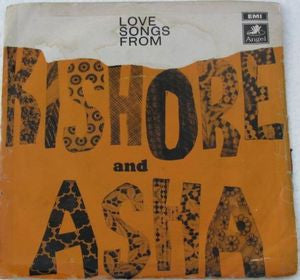 LOVE
SONGS
FROM
EMI
Angel
KISHORE
and
ASHA